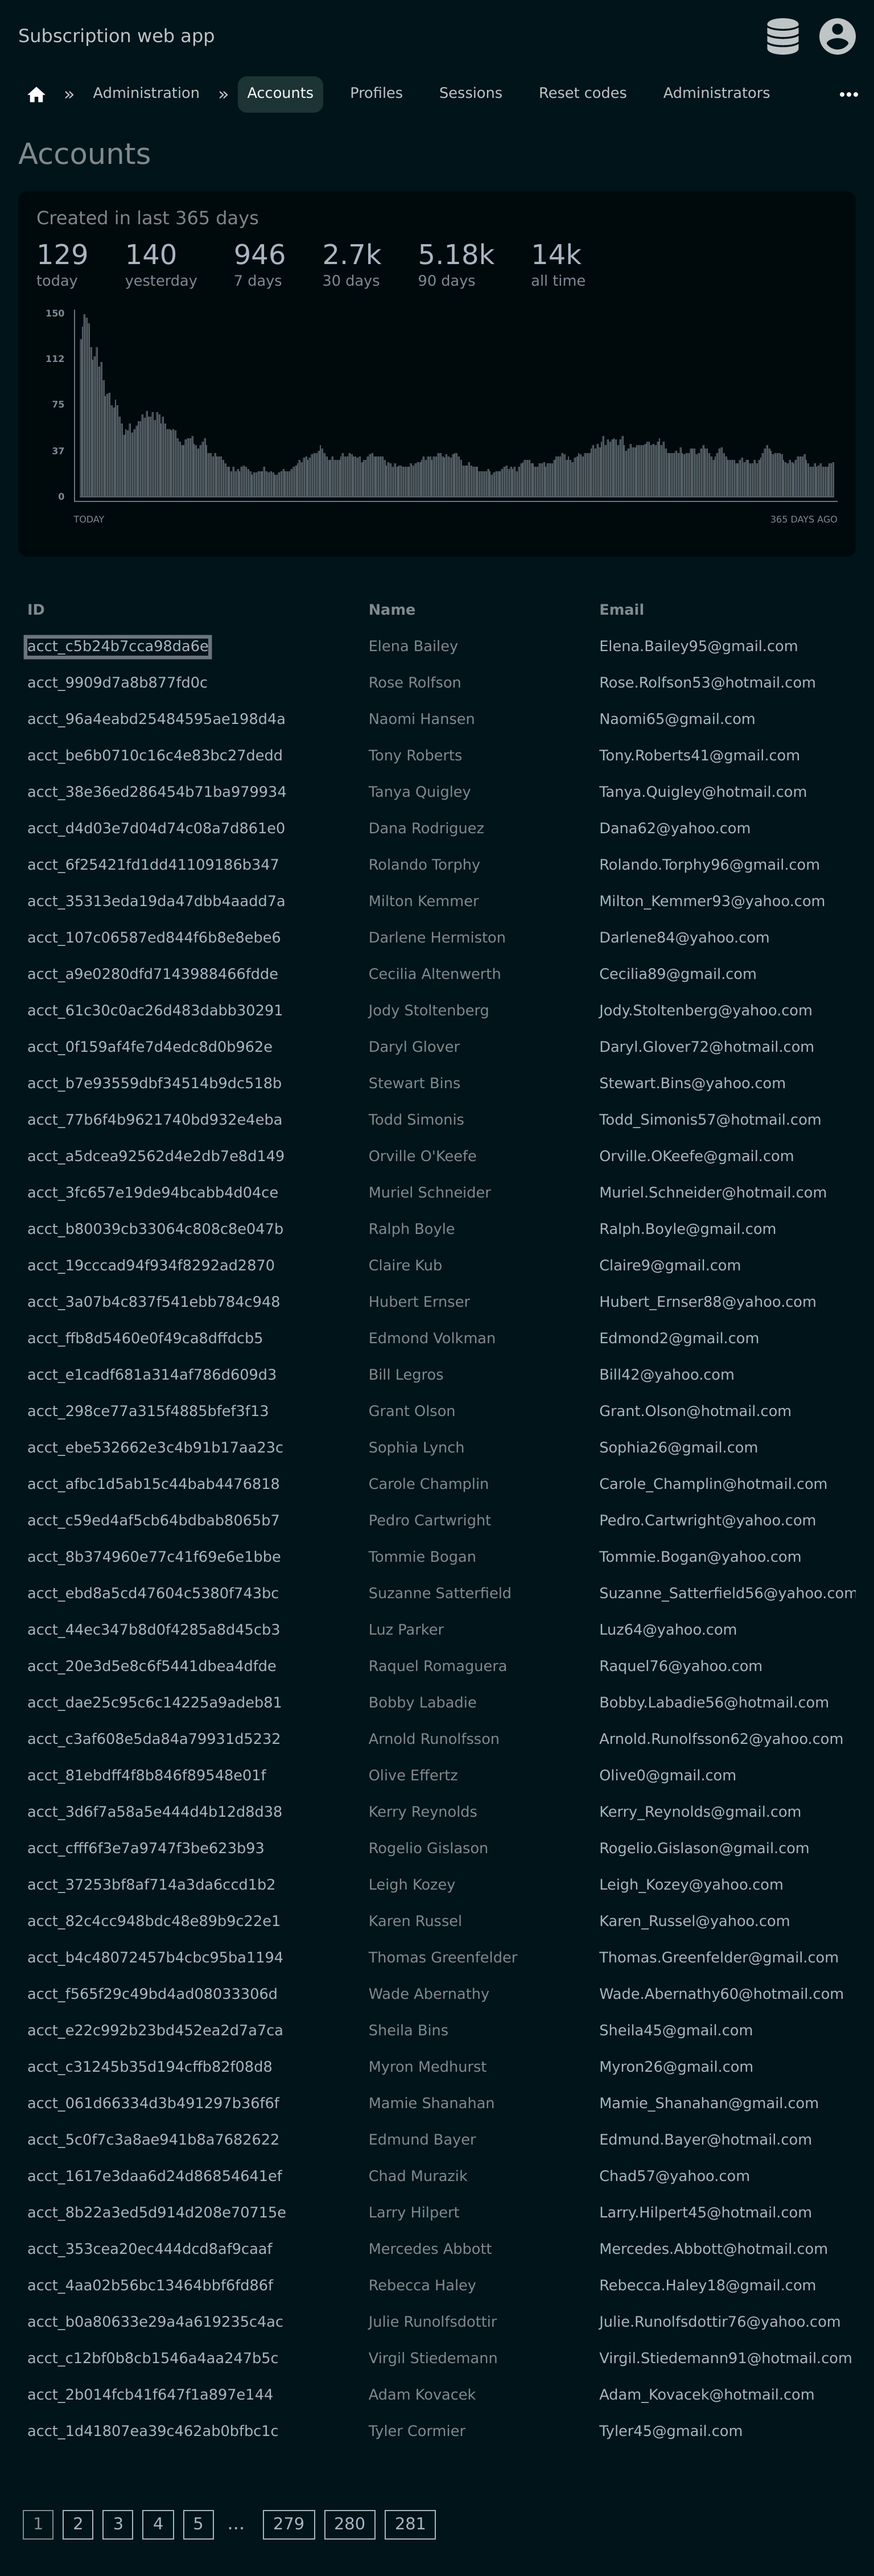 Subscription web app
» Administration » Accounts Profiles Sessions Reset codes Administrators •••
Accounts
Created in last 365 days
129 140 946 2.7k 5.18k 14k
today yesterday 7 days 30 days 90 days all time
150
112
75
37
0
TODAY 365 DAYS AGO
ID Name Email
acct_c5b24b7cca98da6e Elena Bailey Elena.Bailey95@gmail.com
acct_9909d7a8b877fd0c Rose Rolfson Rose.Rolfson53@hotmail.com
acct_96a4eabd25484595ae198d4a Naomi Hansen Naomi65@gmail.com
acct_be6b0710c16c4e83bc27dedd Tony Roberts Tony.Roberts41@gmail.com
acct_38e36ed286454b71ba979934 Tanya Quigley Tanya.Quigley@hotmail.com
acct_d4d03e7d04d74c08a7d861e0 Dana Rodriguez Dana62@yahoo.com
acct_6f25421fd1dd41109186b347 Rolando Torphy Rolando.Torphy96@gmail.com
acct_35313eda19da47dbb4aadd7a Milton Kemmer Milton_Kemmer93@yahoo.com
acct_107c06587ed844f6b8e8ebe6 Darlene Hermiston Darlene84@yahoo.com
acct_a9e0280dfd7143988466fdde Cecilia Altenwerth Cecilia89@gmail.com
acct_61c30c0ac26d483dabb30291 Jody Stoltenberg Jody.Stoltenberg@yahoo.com
acct_0f159af4fe7d4edc8d0b962e Daryl Glover Daryl.Glover72@hotmail.com
acct_b7e93559dbf34514b9dc518b Stewart Bins Stewart.Bins@yahoo.com
acct_77b6f4b9621740bd932e4eba Todd Simonis Todd_Simonis57@hotmail.com
acct_a5dcea92562d4e2db7e8d149 Orville O'Keefe Orville.OKeefe@gmail.com
acct_3fc657e19de94bcabb4d04ce Muriel Schneider Muriel.Schneider@hotmail.com
acct_b80039cb33064c808c8e047b Ralph Boyle Ralph.Boyle@gmail.com
acct_19cccad94f934f8292ad2870 Claire Kub Claire9@gmail.com
acct_3a07b4c837f541ebb784c948 Hubert Ernser Hubert_Ernser88@yahoo.com
acct_ffb8d5460e0f49ca8dffdcb5 Edmond Volkman Edmond2@gmail.com
acct_e1cadf681a314af786d609d3 Bill Legros Bill42@yahoo.com
acct_298ce77a315f4885bfef3f13 Grant Olson Grant.Olson@hotmail.com
acct_ebe532662e3c4b91b17aa23c Sophia Lynch Sophia26@gmail.com
acct_afbc1d5ab15c44bab4476818 Carole Champlin Carole_Champlin@hotmail.com
acct_c59ed4af5cb64bdbab8065b7 Pedro Cartwright Pedro.Cartwright@yahoo.com
acct_8b374960e77c41f69e6e1bbe Tommie Bogan Tommie.Bogan@yahoo.com
acct_ebd8a5cd47604c5380f743bc Suzanne Satterfield Suzanne_Satterfield56@yahoo.com
acct_44ec347b8d0f4285a8d45cb3 Luz Parker Luz64@yahoo.com
acct_20e3d5e8c6f5441dbea4dfde Raquel Romaguera Raquel76@yahoo.com
acct_dae25c95c6c14225a9adeb81 Bobby Labadie Bobby.Labadie56@hotmail.com
acct_c3af608e5da84a79931d5232 Arnold Runolfsson Arnold.Runolfsson62@yahoo.com
acct_81ebdff4f8b846f89548e01f Olive Effertz Olive0@gmail.com
acct_3d6f7a58a5e444d4b12d8d38 Kerry Reynolds Kerry_Reynolds@gmail.com
acct_cfff6f3e7a9747f3be623b93 Rogelio Gislason Rogelio.Gislason@gmail.com
acct_37253bf8af714a3da6ccd1b2 Leigh Kozey Leigh_Kozey@yahoo.com
acct_82c4cc948bdc48e89b9c22e1 Karen Russel Karen_Russel@yahoo.com
acct_b4c48072457b4cbc95ba1194 Thomas Greenfelder Thomas.Greenfelder@gmail.com
acct_f565f29c49bd4ad08033306d Wade Abernathy Wade.Abernathy60@hotmail.com
acct_e22c992b23bd452ea2d7a7ca Sheila Bins Sheila45@gmail.com
acct_c31245b35d194cffb82f08d8 Myron Medhurst Myron26@gmail.com
acct_061d66334d3b491297b36f6f Mamie Shanahan Mamie_Shanahan@gmail.com
acct_5c0f7c3a8ae941b8a7682622 Edmund Bayer Edmund.Bayer@hotmail.com
acct_1617e3daa6d24d86854641ef Chad Murazik Chad57@yahoo.com
acct_8b22a3ed5d914d208e70715e Larry Hilpert Larry.Hilpert45@hotmail.com
acct_353cea20ec444dcd8af9caaf Mercedes Abbott Mercedes.Abbott@hotmail.com
acct_4aa02b56bc13464bbf6fd86f Rebecca Haley Rebecca.Haley18@gmail.com
acct_b0a80633e29a4a619235c4ac Julie Runolfsdottir Julie.Runolfsdottir76@yahoo.com
acct_c12bf0b8cb1546a4aa247b5c Virgil Stiedemann Virgil.Stiedemann91@hotmail.com
acct_2b014fcb41f647f1a897e144 Adam Kovacek Adam_Kovacek@hotmail.com
acct_1d41807ea39c462ab0bfbc1c Tyler Cormier Tyler45@gmail.com
1 2 3 4 5 ... 279 280 281